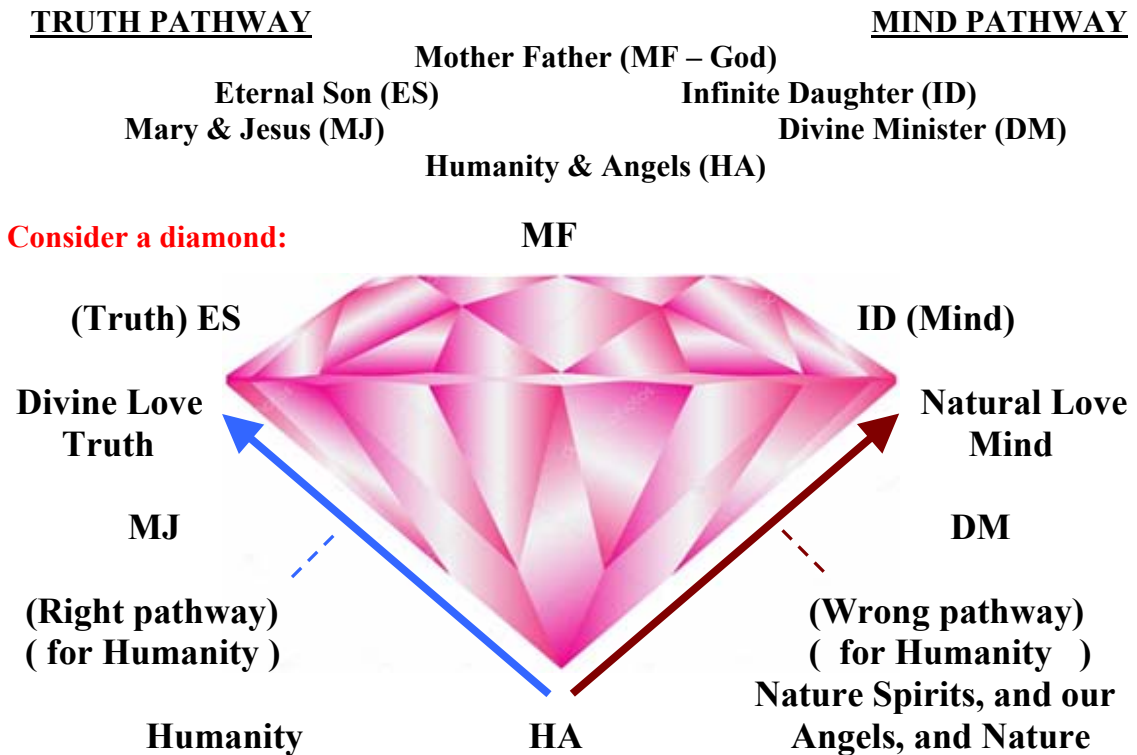 TRUTH PATHWAY MIND PATHWAY
Mother Father (MF – God)
Eternal Son (ES) Infinite Daughter (ID)
Mary & Jesus (MJ) Divine Minister (DM)
Humanity & Angels (HA)
Consider a diamond: MF
(Truth) ES ID (Mind)
Divine Love Natural Love
Truth Mind
MJ DM
(Right pathway) (Wrong pathway)
( for Humanity ) ( for Humanity )
Nature Spirits, and our
Humanity HA Angels, and Nature